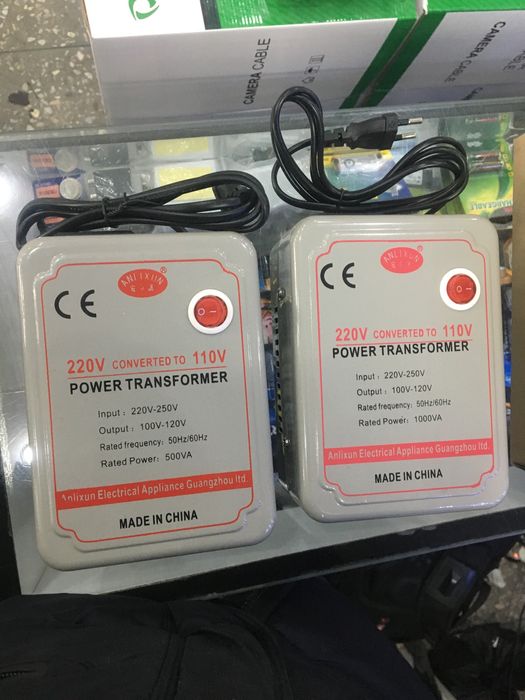 CAMERA CABLE
CAMERA CABLE
CE
ANLIXUN
®
220V CONVERTED TO 110V
POWER TRANSFORMER
Input : 220V-250V
Output : 100V-120V
Rated frequency: 50Hz/60Hz
Rated Power: 500VA
Anlixun Electrical Appliance Guangzhou ltd.
MADE IN CHINA
CE
ANLIXUN
®
220V CONVERTED TO 110V
POWER TRANSFORMER
Input : 220V-250V
Output : 100V-120V
Rated frequency: 50Hz/60Hz
Rated Power: 1000VA
Anlixun Electrical Appliance Guangzhou ltd.
MADE IN CHINA